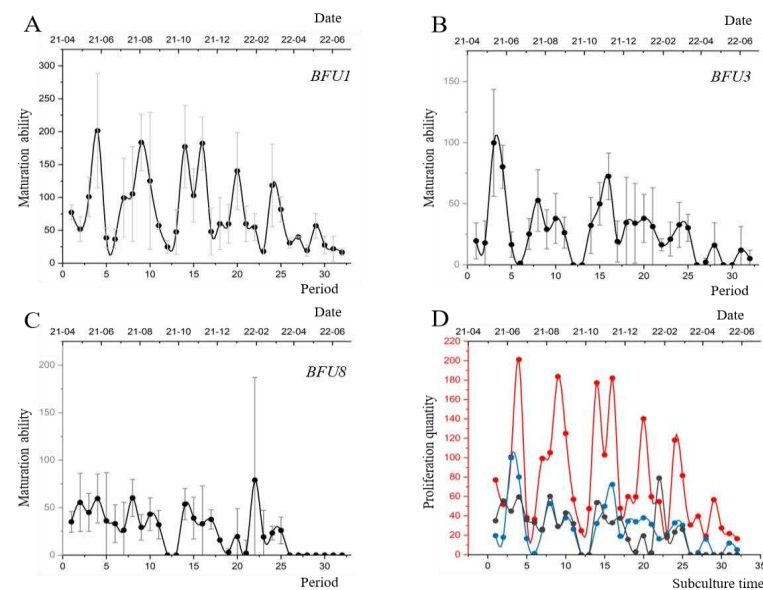 A
Date
21-04 21-06 21-08 21-10 21-12 22-02 22-04 22-06
BFU1
Maturation ability
300
250
200
150
100
50
0
0 5 10 15 20 25 30
Period
B
Date
21-04 21-06 21-08 21-10 21-12 22-02 22-04 22-06
BFU3
Maturation ability
150
100
50
0
0 5 10 15 20 25 30
Period
C
Date
21-04 21-06 21-08 21-10 21-12 22-02 22-04 22-06
BFU8
Maturation ability
200
150
100
50
0
0 5 10 15 20 25 30
Period
D
Date
21-04 21-06 21-08 21-10 21-12 22-02 22-04 22-06
Proliferation quantity
220
200
180
160
140
120
100
80
60
40
20
0
0 5 10 15 20 25 30 35
Subculture time